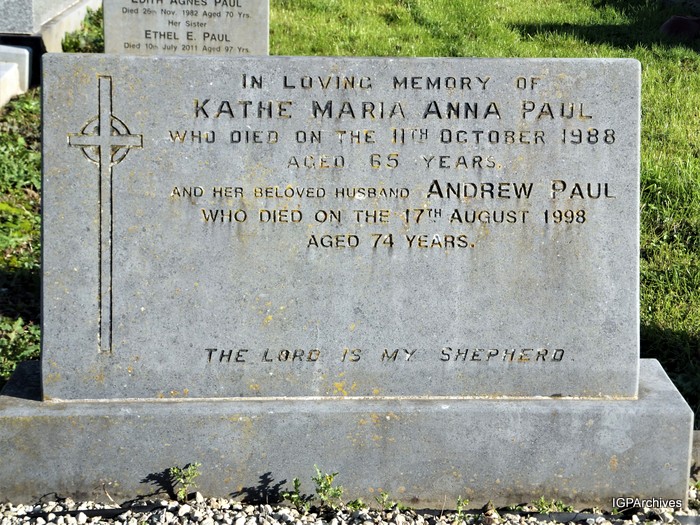 EDITH AGNES PAUL
Died 26th Nov. 1982 Aged 70 Yrs.
Her Sister
ETHEL E. PAUL
Died 10th July 2011 Aged 97 Yrs.
IN LOVING MEMORY OF
KATHE MARIA ANNA PAUL
WHO DIED ON THE 11TH OCTOBER 1988
AGED 65 YEARS.
AND HER BELOVED HUSBAND ANDREW PAUL
WHO DIED ON THE 17TH AUGUST 1998
AGED 74 YEARS.
THE LORD IS MY SHEPHERD
IGPArchives